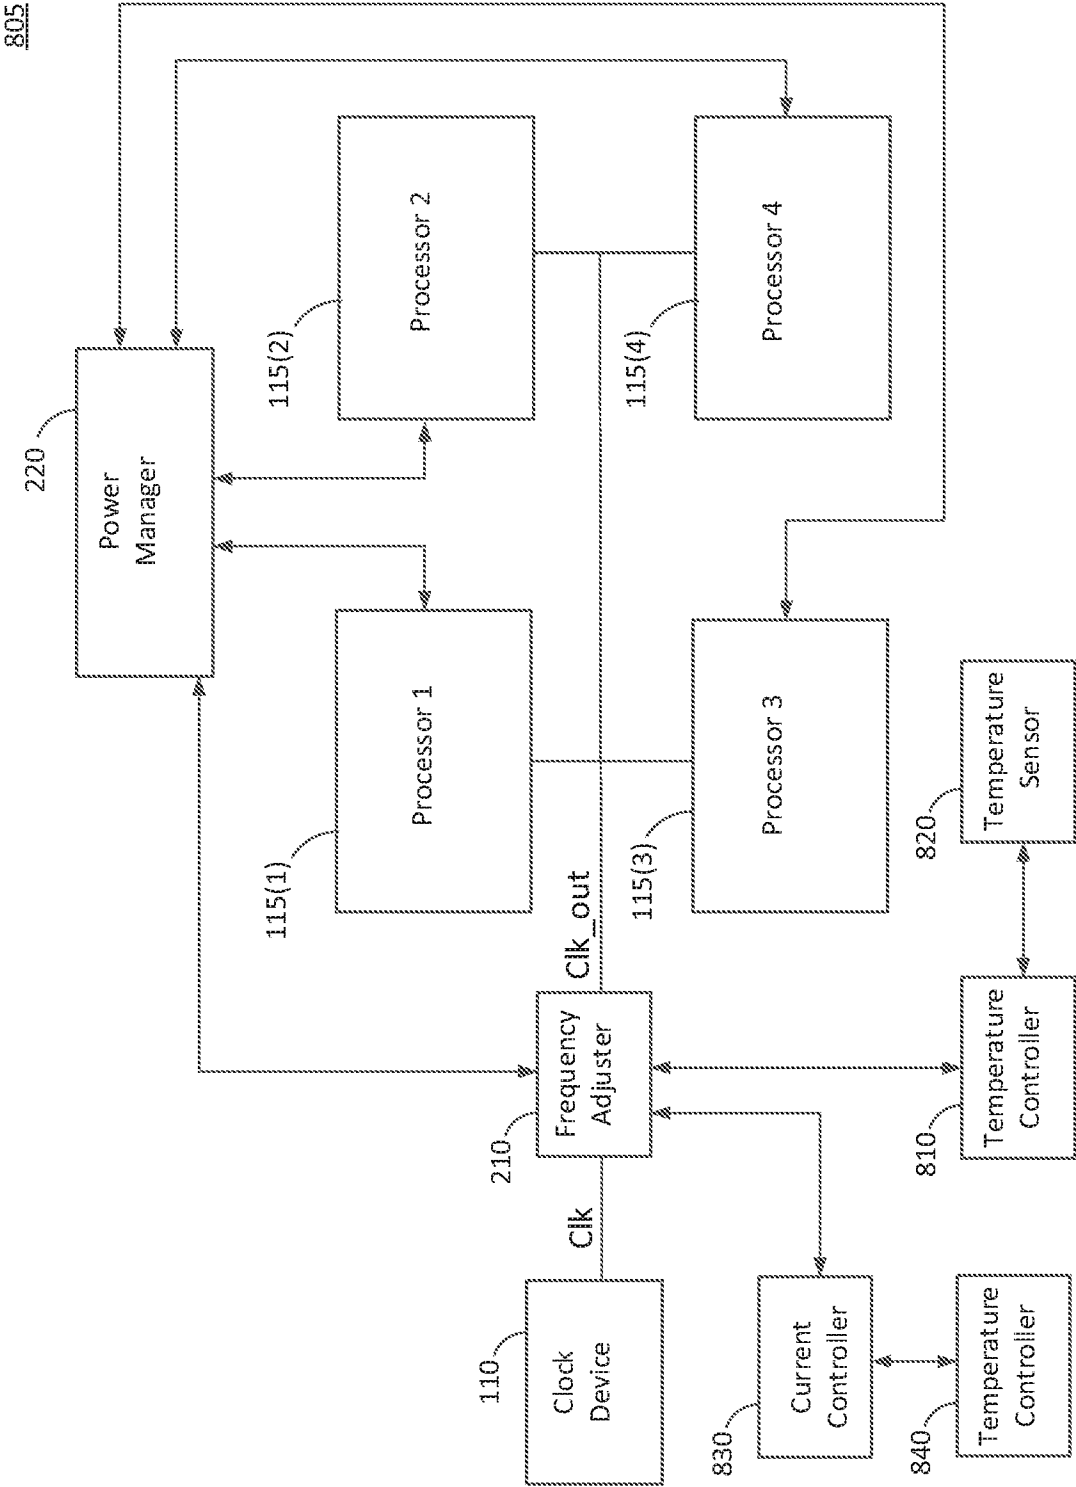 805
220
Power
Manager
115(1)
Processor 1
115(2)
Processor 2
110
Clock
Device
Clk
210
Frequency
Adjuster
Clk_out
115(3)
Processor 3
115(4)
Processor 4
830
Current
Controller
840
Temperature
Controller
810
Temperature
Controller
820
Temperature
Sensor